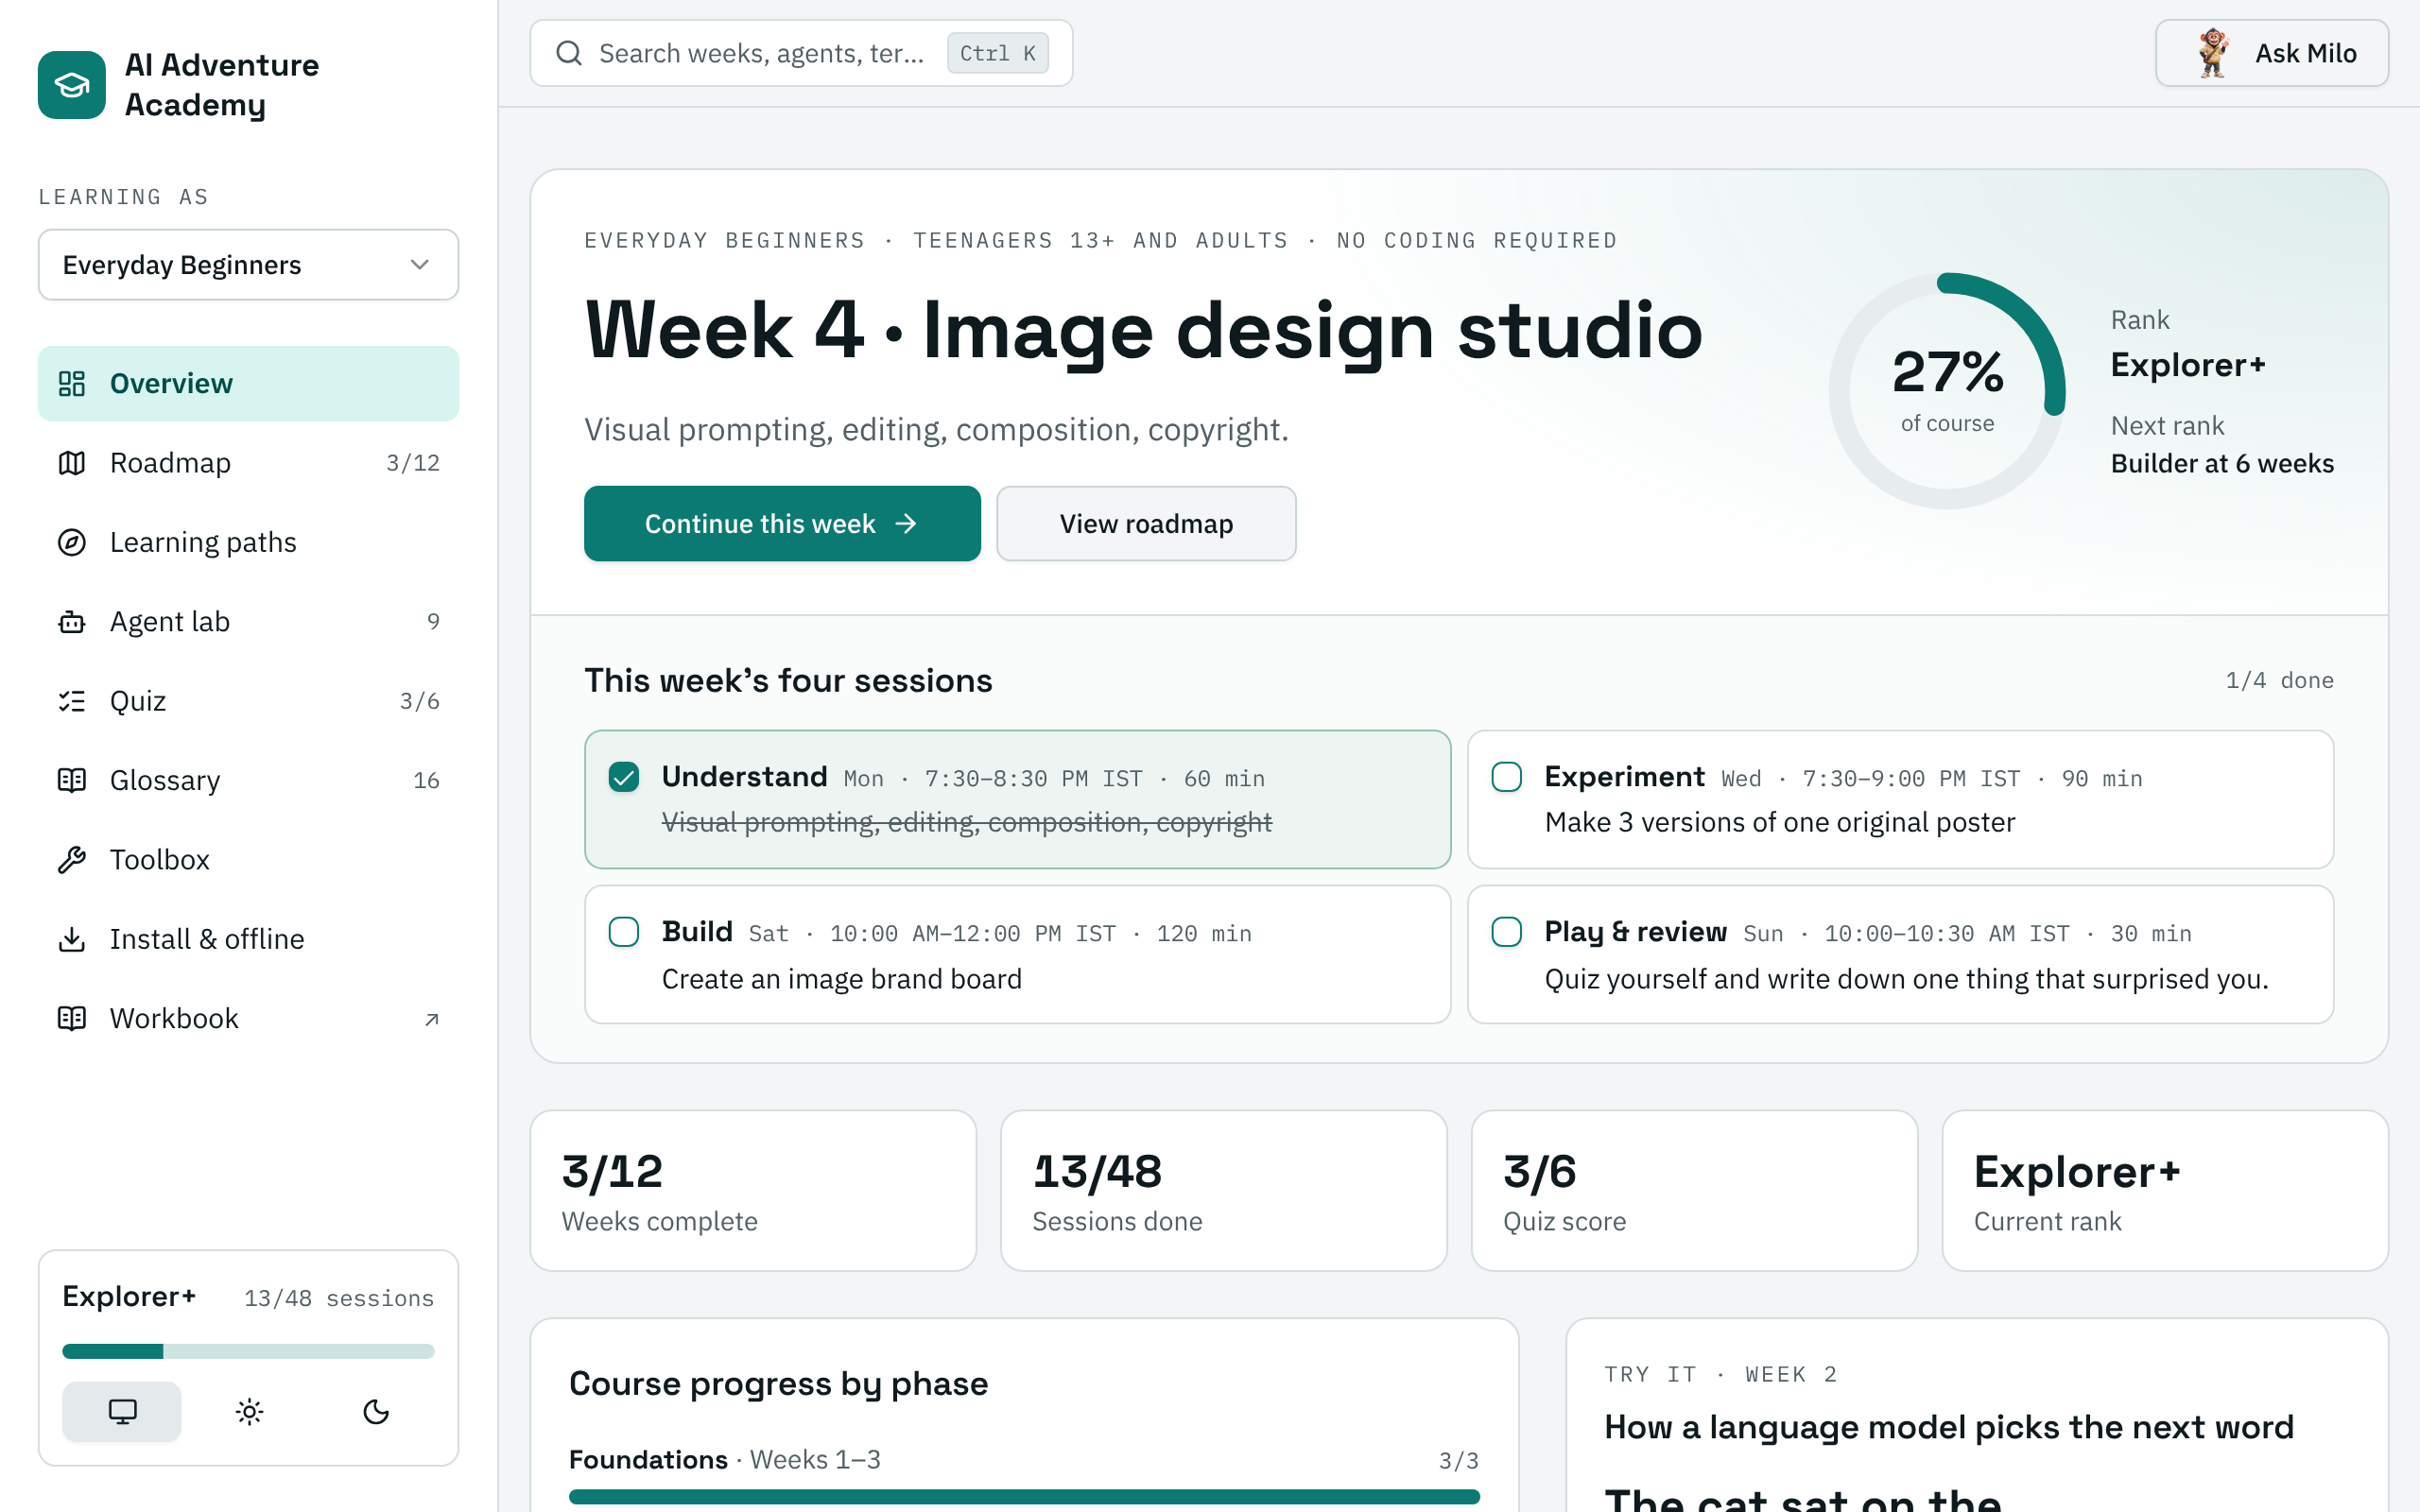 AI Adventure
Academy
LEARNING AS
Everyday Beginners
Overview
Roadmap 3/12
Learning paths
Agent lab 9
Quiz 3/6
Glossary 16
Toolbox
Install & offline
Workbook
Explorer+ 13/48 sessions
Search weeks, agents, ter... Ctrl K
Ask Milo
EVERYDAY BEGINNERS · TEENAGERS 13+ AND ADULTS · NO CODING REQUIRED
Week 4 · Image design studio
Visual prompting, editing, composition, copyright.
Continue this week →
View roadmap
27%
of course
Rank
Explorer+
Next rank
Builder at 6 weeks
This week’s four sessions 1/4 done
Understand Mon · 7:30–8:30 PM IST · 60 min
Visual prompting, editing, composition, copyright
Experiment Wed · 7:30–9:00 PM IST · 90 min
Make 3 versions of one original poster
Build Sat · 10:00 AM–12:00 PM IST · 120 min
Create an image brand board
Play & review Sun · 10:00–10:30 AM IST · 30 min
Quiz yourself and write down one thing that surprised you.
3/12
Weeks complete
13/48
Sessions done
3/6
Quiz score
Explorer+
Current rank
Course progress by phase
Foundations · Weeks 1–3 3/3
TRY IT · WEEK 2
How a language model picks the next word
The cat sat on the